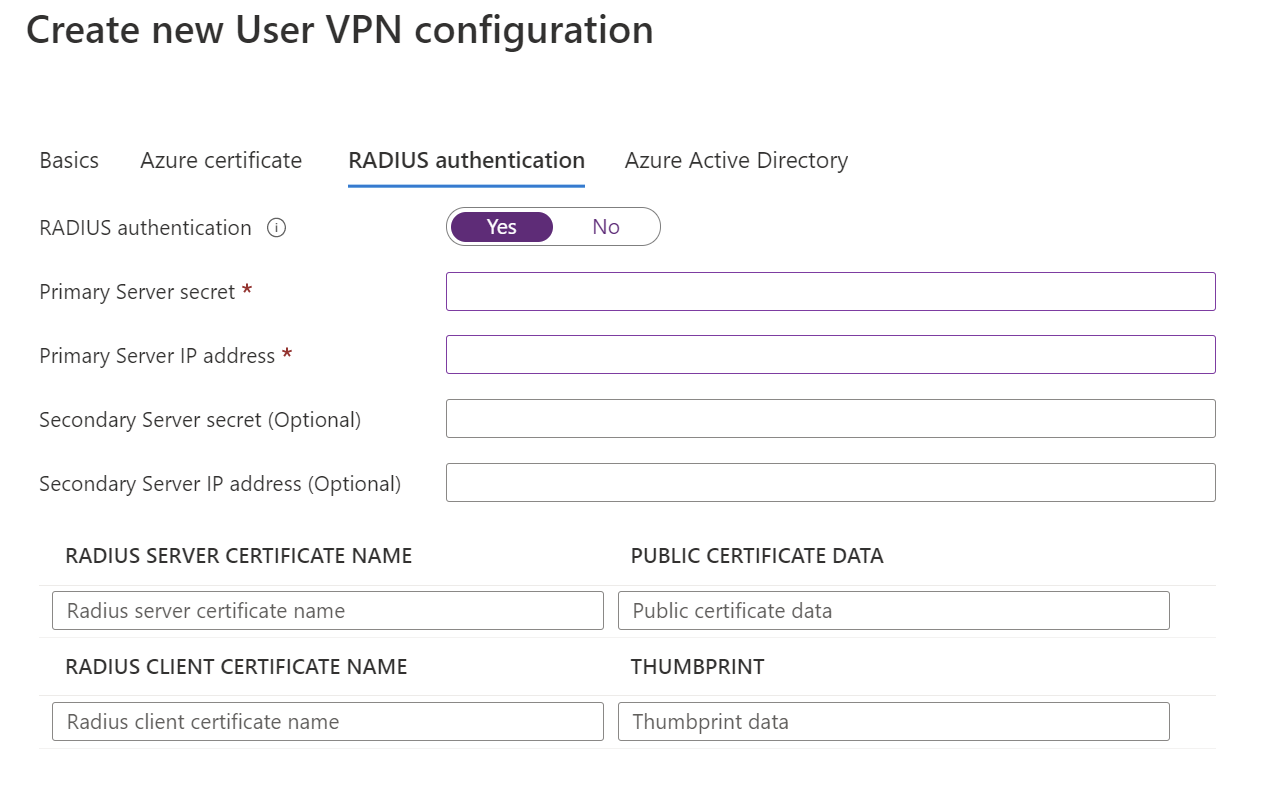 Create new User VPN configuration
Basics Azure certificate RADIUS authentication Azure Active Directory
RADIUS authentication Yes No
Primary Server secret *
Primary Server IP address *
Secondary Server secret (Optional)
Secondary Server IP address (Optional)
RADIUS SERVER CERTIFICATE NAME PUBLIC CERTIFICATE DATA
Radius server certificate name Public certificate data
RADIUS CLIENT CERTIFICATE NAME THUMBPRINT
Radius client certificate name Thumbprint data